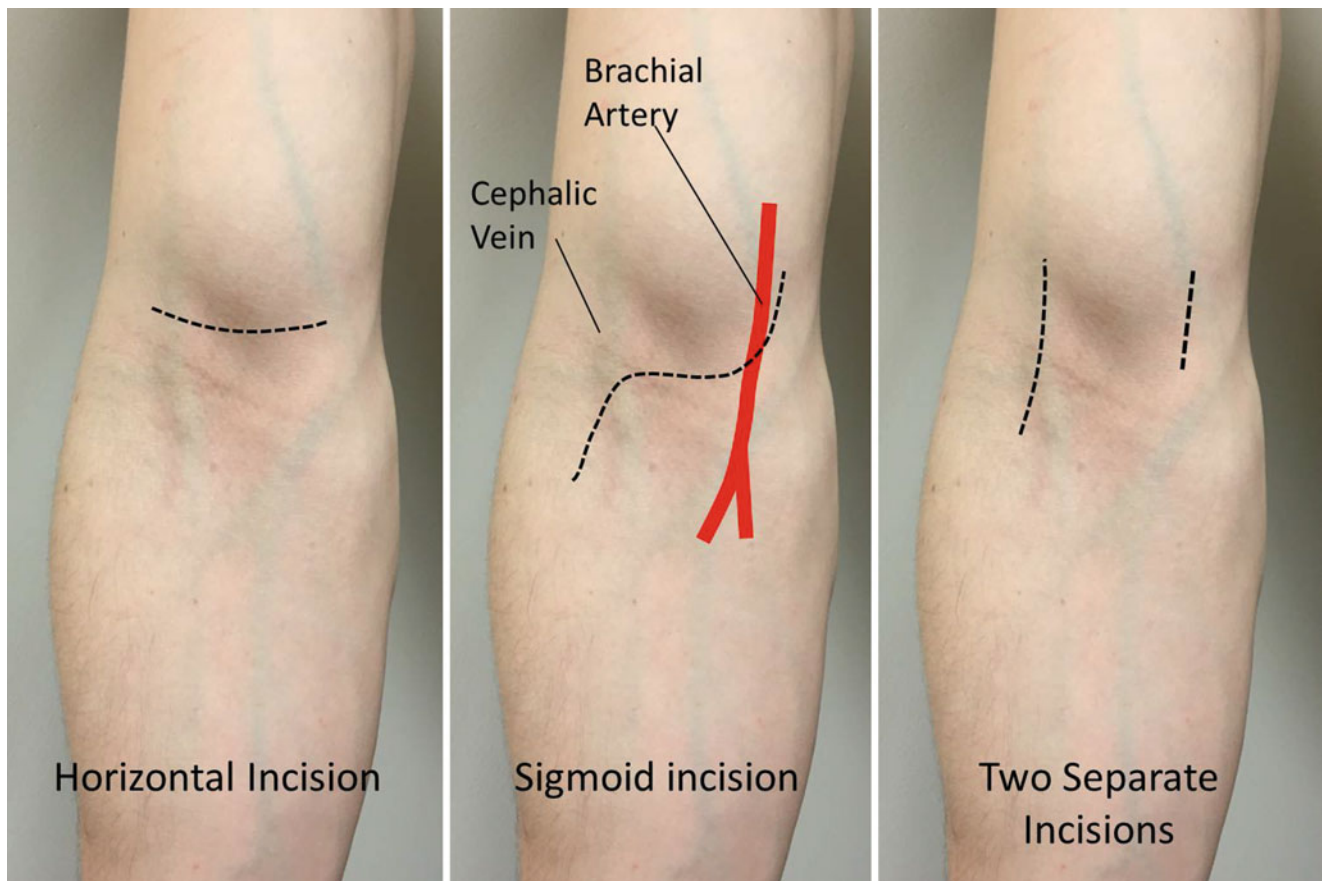 Brachial
Artery
Cephalic
Vein
Horizontal Incision
Sigmoid incision
Two Separate
Incisions